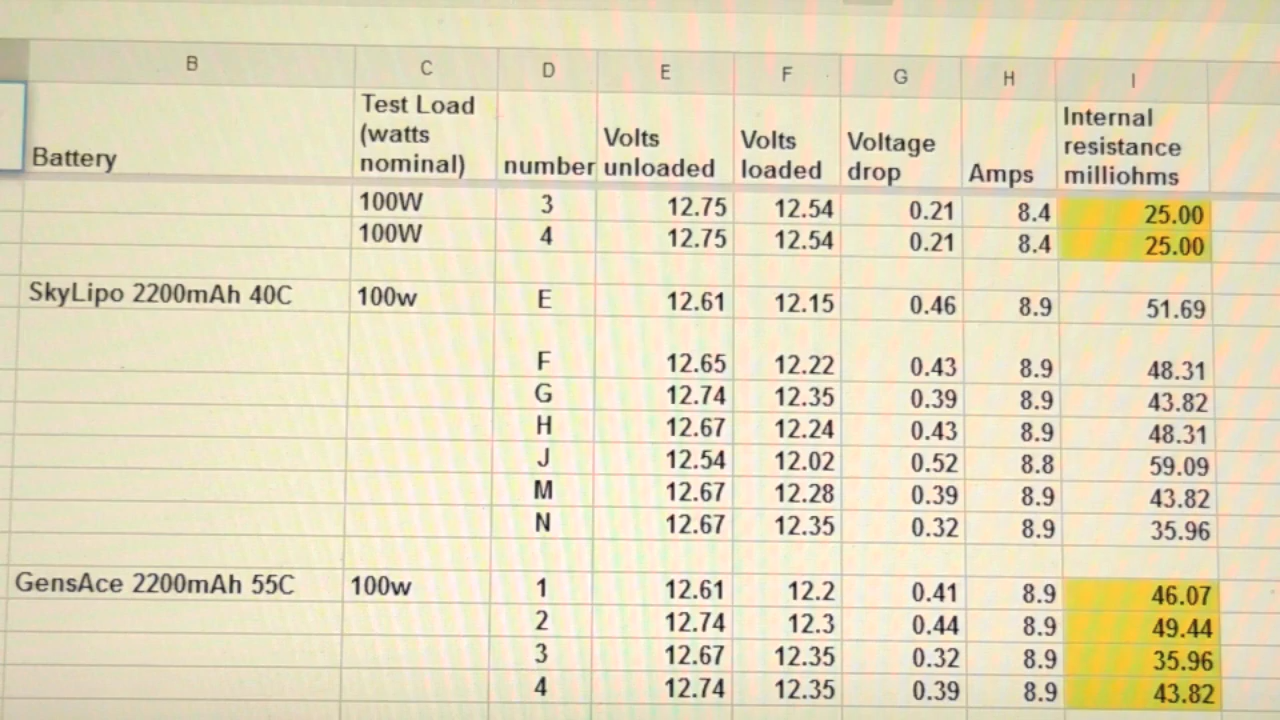 B C D E F G H I
Battery Test Load (watts nominal) number Volts unloaded Volts loaded Voltage drop Amps Internal resistance milliohms
100W 3 12.75 12.54 0.21 8.4 25.00
100W 4 12.75 12.54 0.21 8.4 25.00
SkyLipo 2200mAh 40C 100w E 12.61 12.15 0.46 8.9 51.69
F 12.65 12.22 0.43 8.9 48.31
G 12.74 12.35 0.39 8.9 43.82
H 12.67 12.24 0.43 8.9 48.31
J 12.54 12.02 0.52 8.8 59.09
M 12.67 12.28 0.39 8.9 43.82
N 12.67 12.35 0.32 8.9 35.96
GensAce 2200mAh 55C 100w 1 12.61 12.2 0.41 8.9 46.07
2 12.74 12.3 0.44 8.9 49.44
3 12.67 12.35 0.32 8.9 35.96
4 12.74 12.35 0.39 8.9 43.82